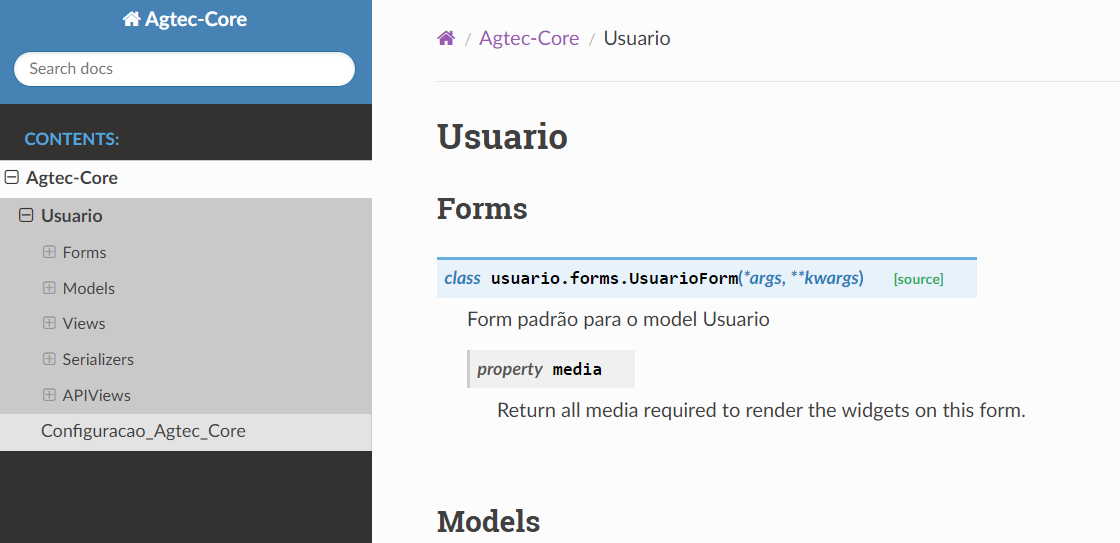 Agtec-Core
Search docs
CONTENTS:
Agtec-Core
Usuario
Forms
Models
Views
Serializers
APIViews
Configuracao_Agtec_Core
/ Agtec-Core / Usuario
Usuario
Forms
class usuario.forms.UsuarioForm(*args, **kwargs) [source]
Form padrão para o model Usuario
property media
Return all media required to render the widgets on this form.
Models